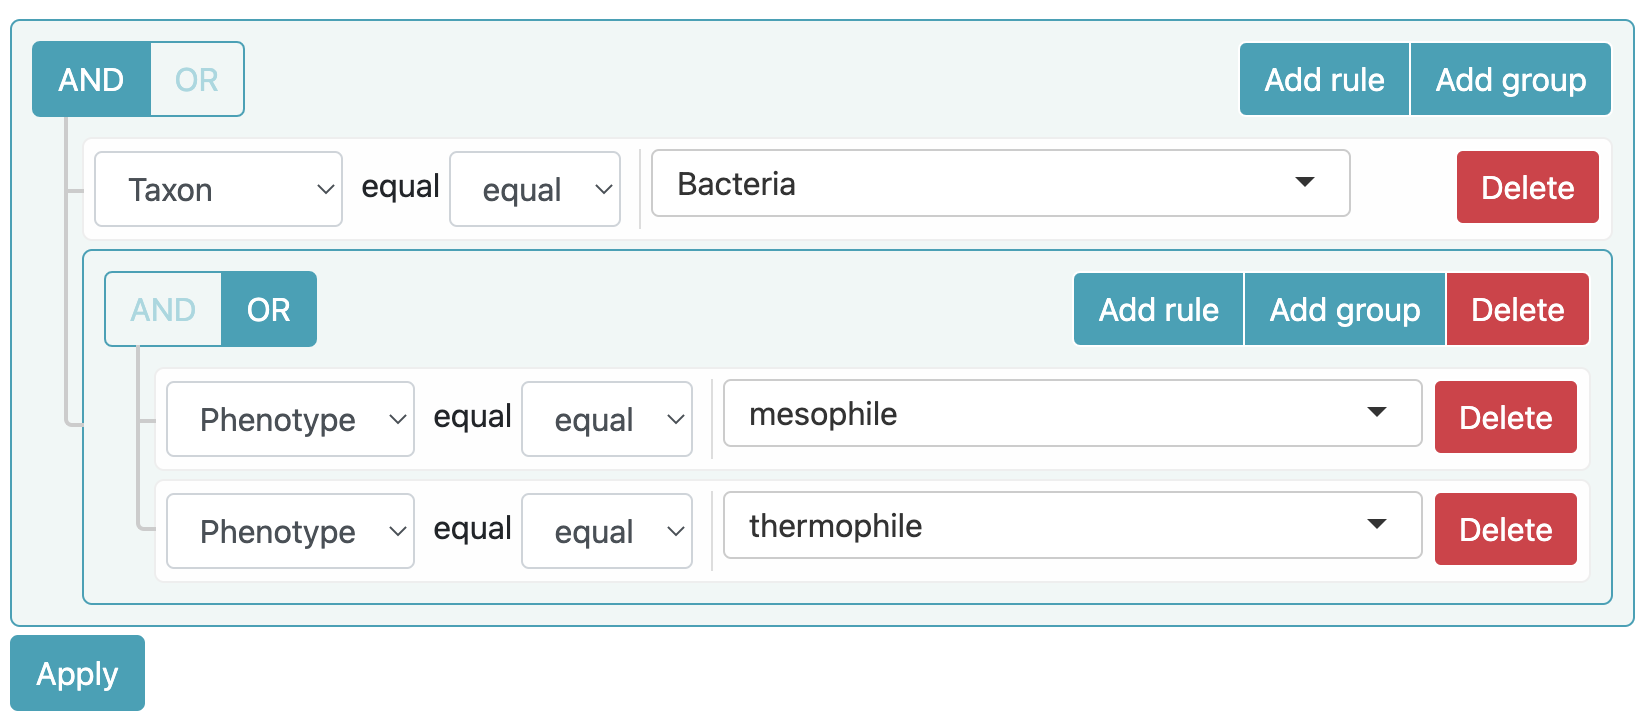 AND OR Add rule Add group
Taxon equal equal Bacteria Delete
AND OR Add rule Add group Delete
Phenotype equal equal mesophile Delete
Phenotype equal equal thermophile Delete
Apply